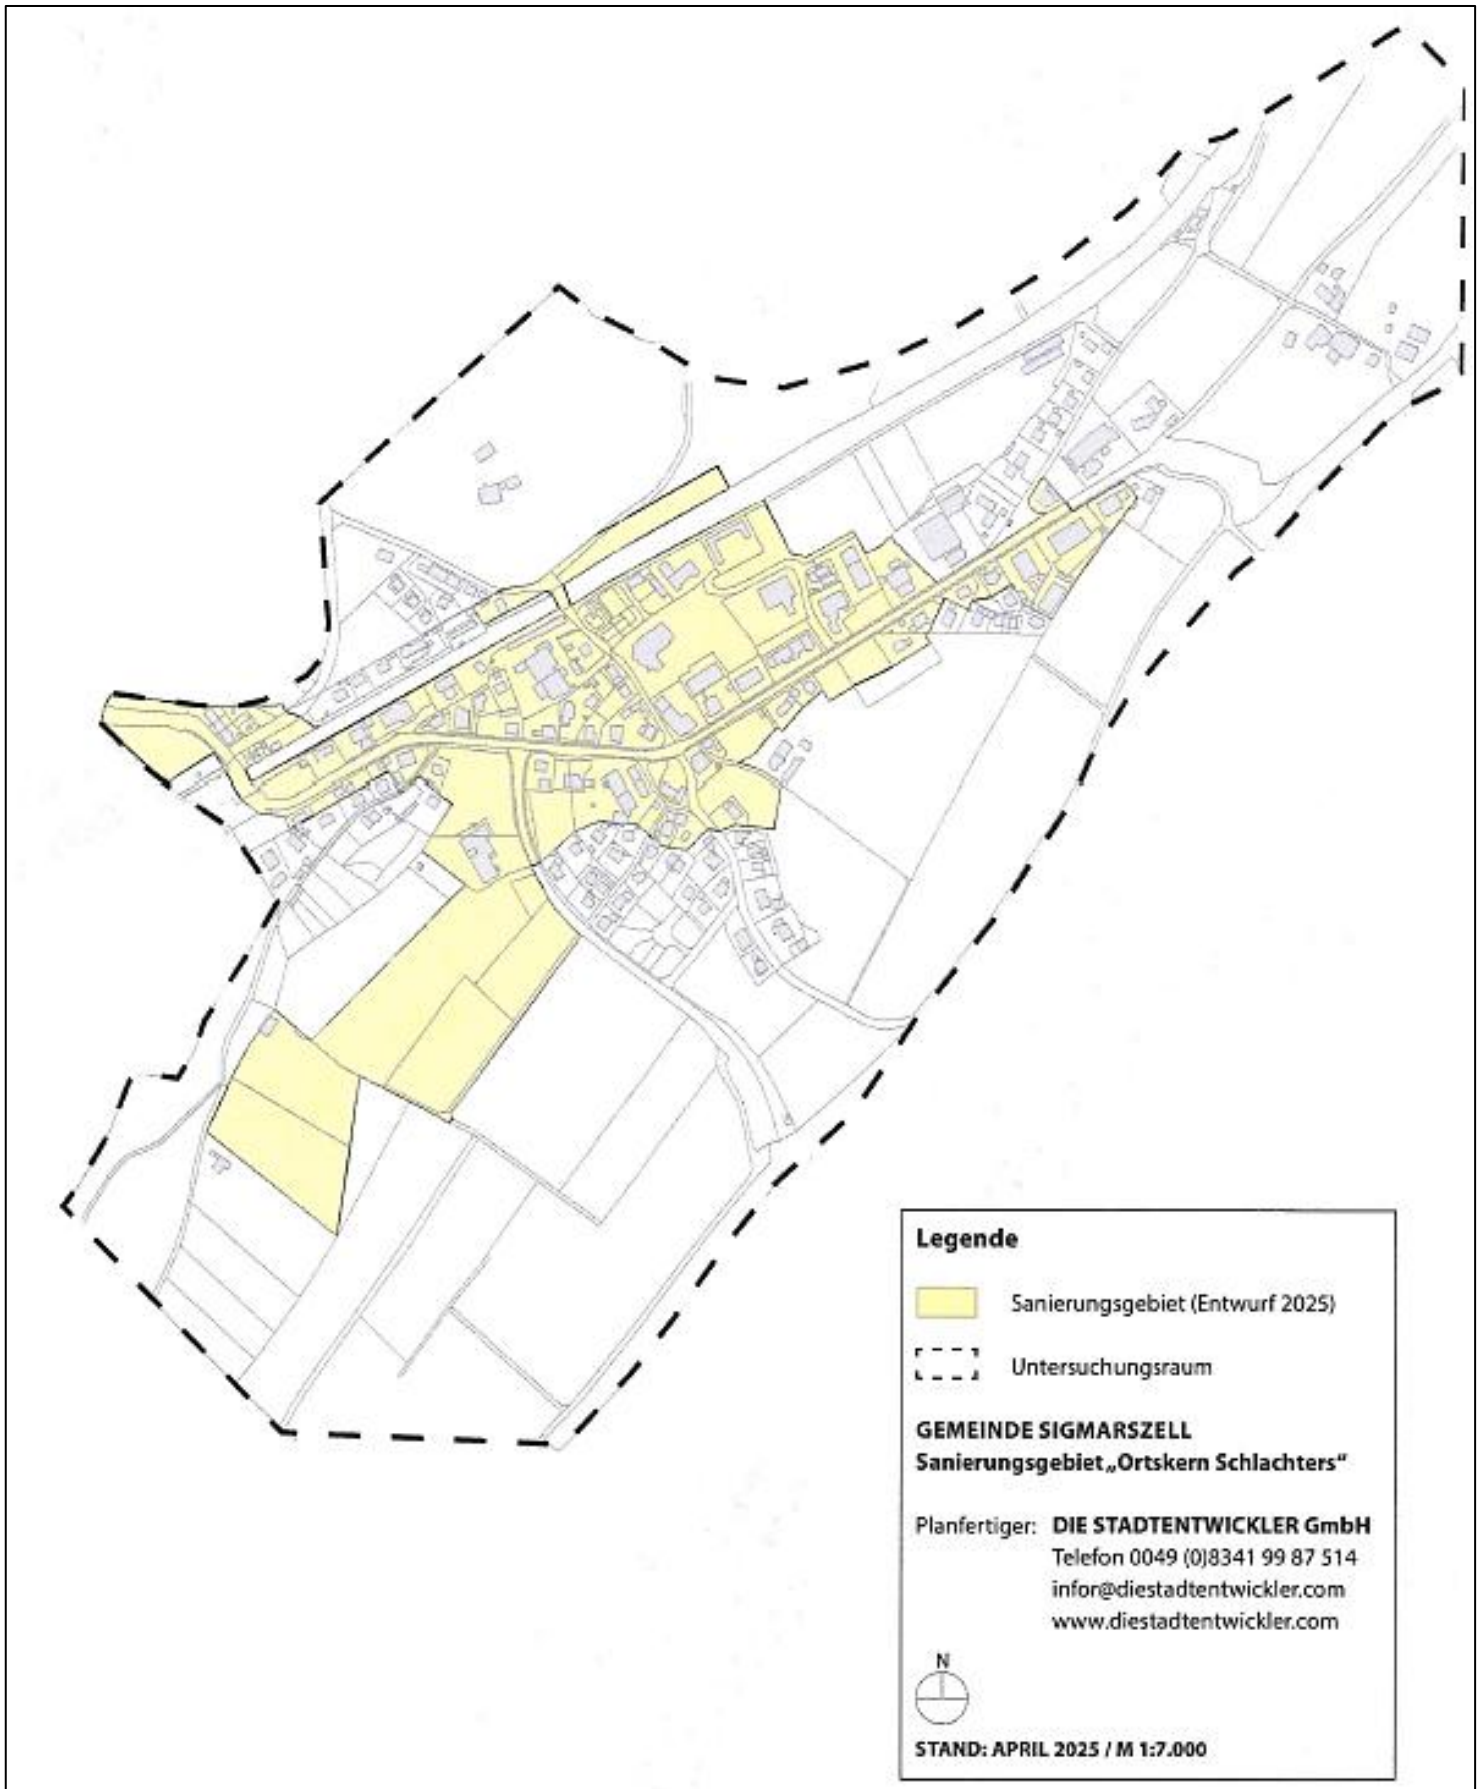 Legende
Sanierungsgebiet (Entwurf 2025)
Untersuchungsraum
GEMEINDE SIGMARSZELL
Sanierungsgebiet „Ortskern Schlachters“
Planfertiger: DIE STADTENTWICKLER GmbH
Telefon 0049 (0)8341 99 87 514
infor@diestadtentwickler.com
www.diestadtentwickler.com
N
STAND: APRIL 2025 / M 1:7.000